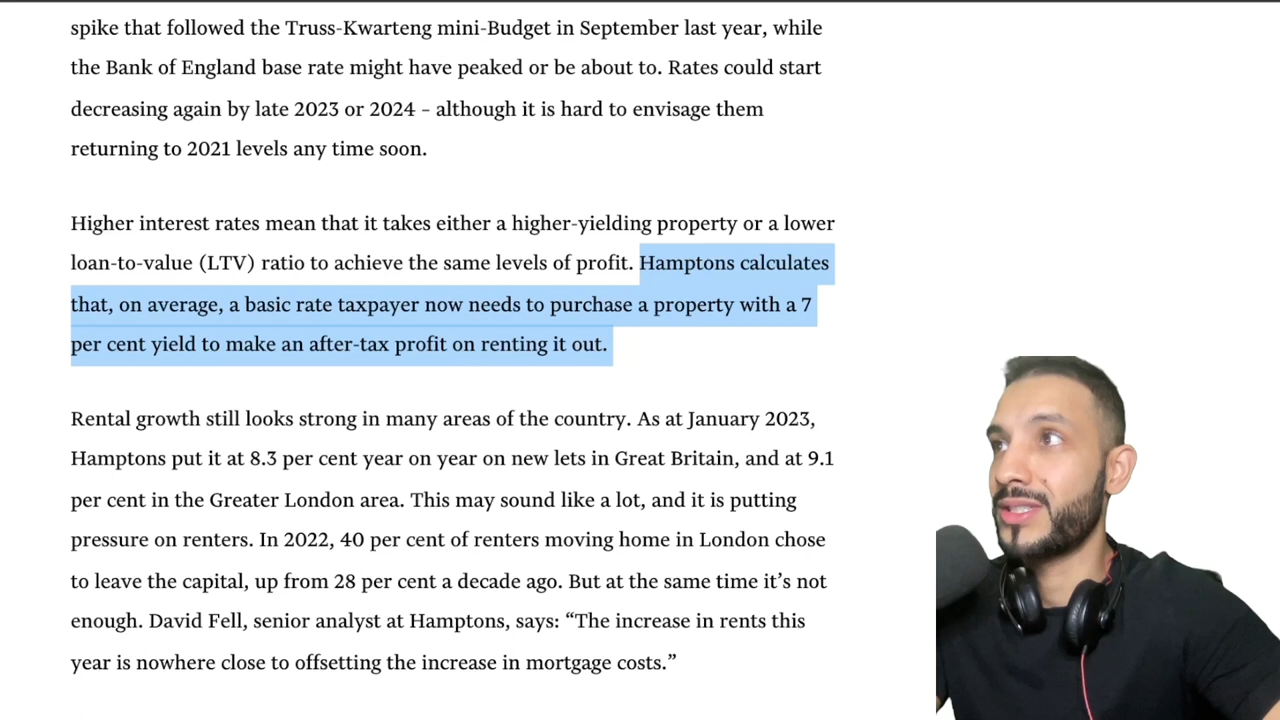 spike that followed the Truss-Kwarteng mini-Budget in September last year, while
the Bank of England base rate might have peaked or be about to. Rates could start
decreasing again by late 2023 or 2024 – although it is hard to envisage them
returning to 2021 levels any time soon.
Higher interest rates mean that it takes either a higher-yielding property or a lower
loan-to-value (LTV) ratio to achieve the same levels of profit. Hamptons calculates
that, on average, a basic rate taxpayer now needs to purchase a property with a 7
per cent yield to make an after-tax profit on renting it out.
Rental growth still looks strong in many areas of the country. As at January 2023,
Hamptons put it at 8.3 per cent year on year on new lets in Great Britain, and at 9.1
per cent in the Greater London area. This may sound like a lot, and it is putting
pressure on renters. In 2022, 40 per cent of renters moving home in London chose
to leave the capital, up from 28 per cent a decade ago. But at the same time it’s not
enough. David Fell, senior analyst at Hamptons, says: “The increase in rents this
year is nowhere close to offsetting the increase in mortgage costs.”